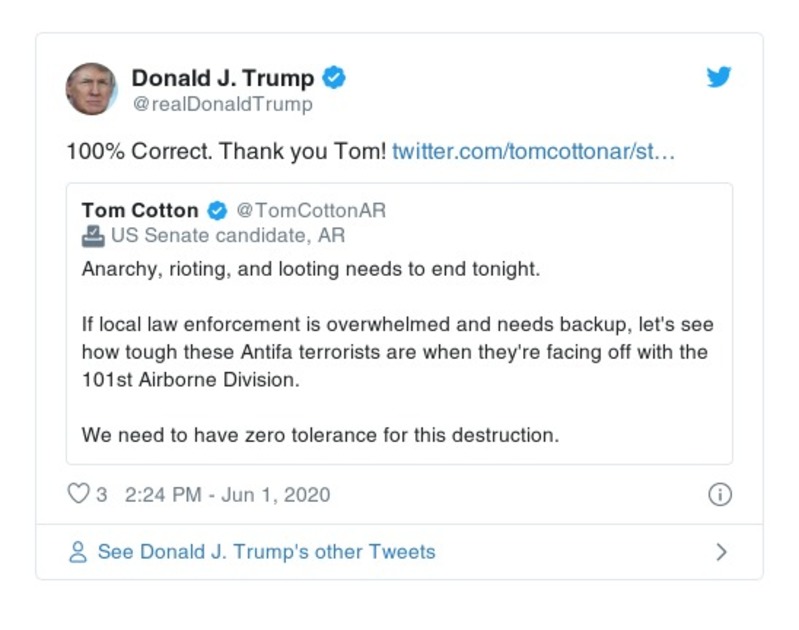 Donald J. Trump
@realDonaldTrump
100% Correct. Thank you Tom! twitter.com/tomcottonar/st…
Tom Cotton @TomCottonAR
US Senate candidate, AR
Anarchy, rioting, and looting needs to end tonight.
If local law enforcement is overwhelmed and needs backup, let's see
how tough these Antifa terrorists are when they're facing off with the
101st Airborne Division.
We need to have zero tolerance for this destruction.
3 2:24 PM - Jun 1, 2020
See Donald J. Trump's other Tweets